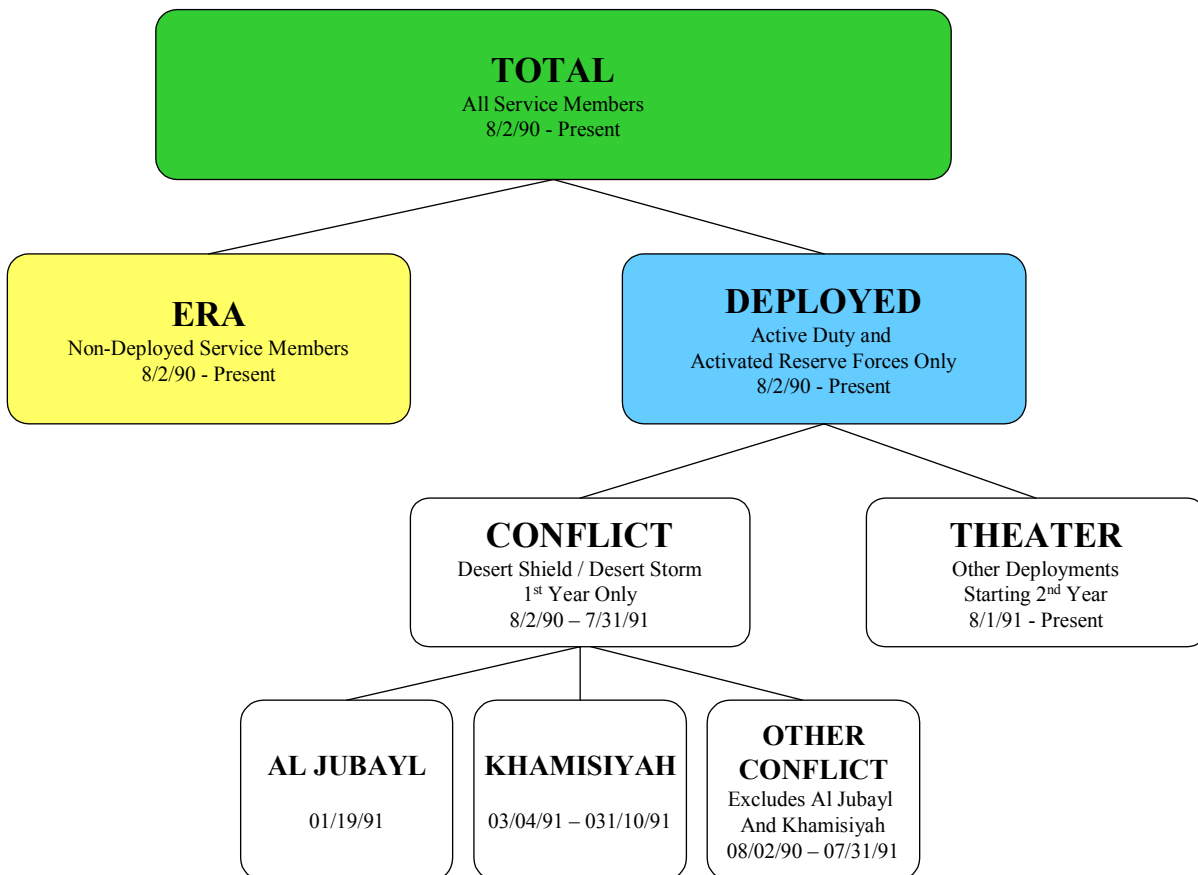 TOTAL
All Service Members
8/2/90 - Present
ERA
Non-Deployed Service Members
8/2/90 - Present
DEPLOYED
Active Duty and
Activated Reserve Forces Only
8/2/90 - Present
CONFLICT
Desert Shield / Desert Storm
1st Year Only
8/2/90 – 7/31/91
THEATER
Other Deployments
Starting 2nd Year
8/1/91 - Present
AL JUBAYL
01/19/91
KHAMISIYAH
03/04/91 – 031/10/91
OTHER
CONFLICT
Excludes Al Jubayl
And Khamisiyah
08/02/90 – 07/31/91